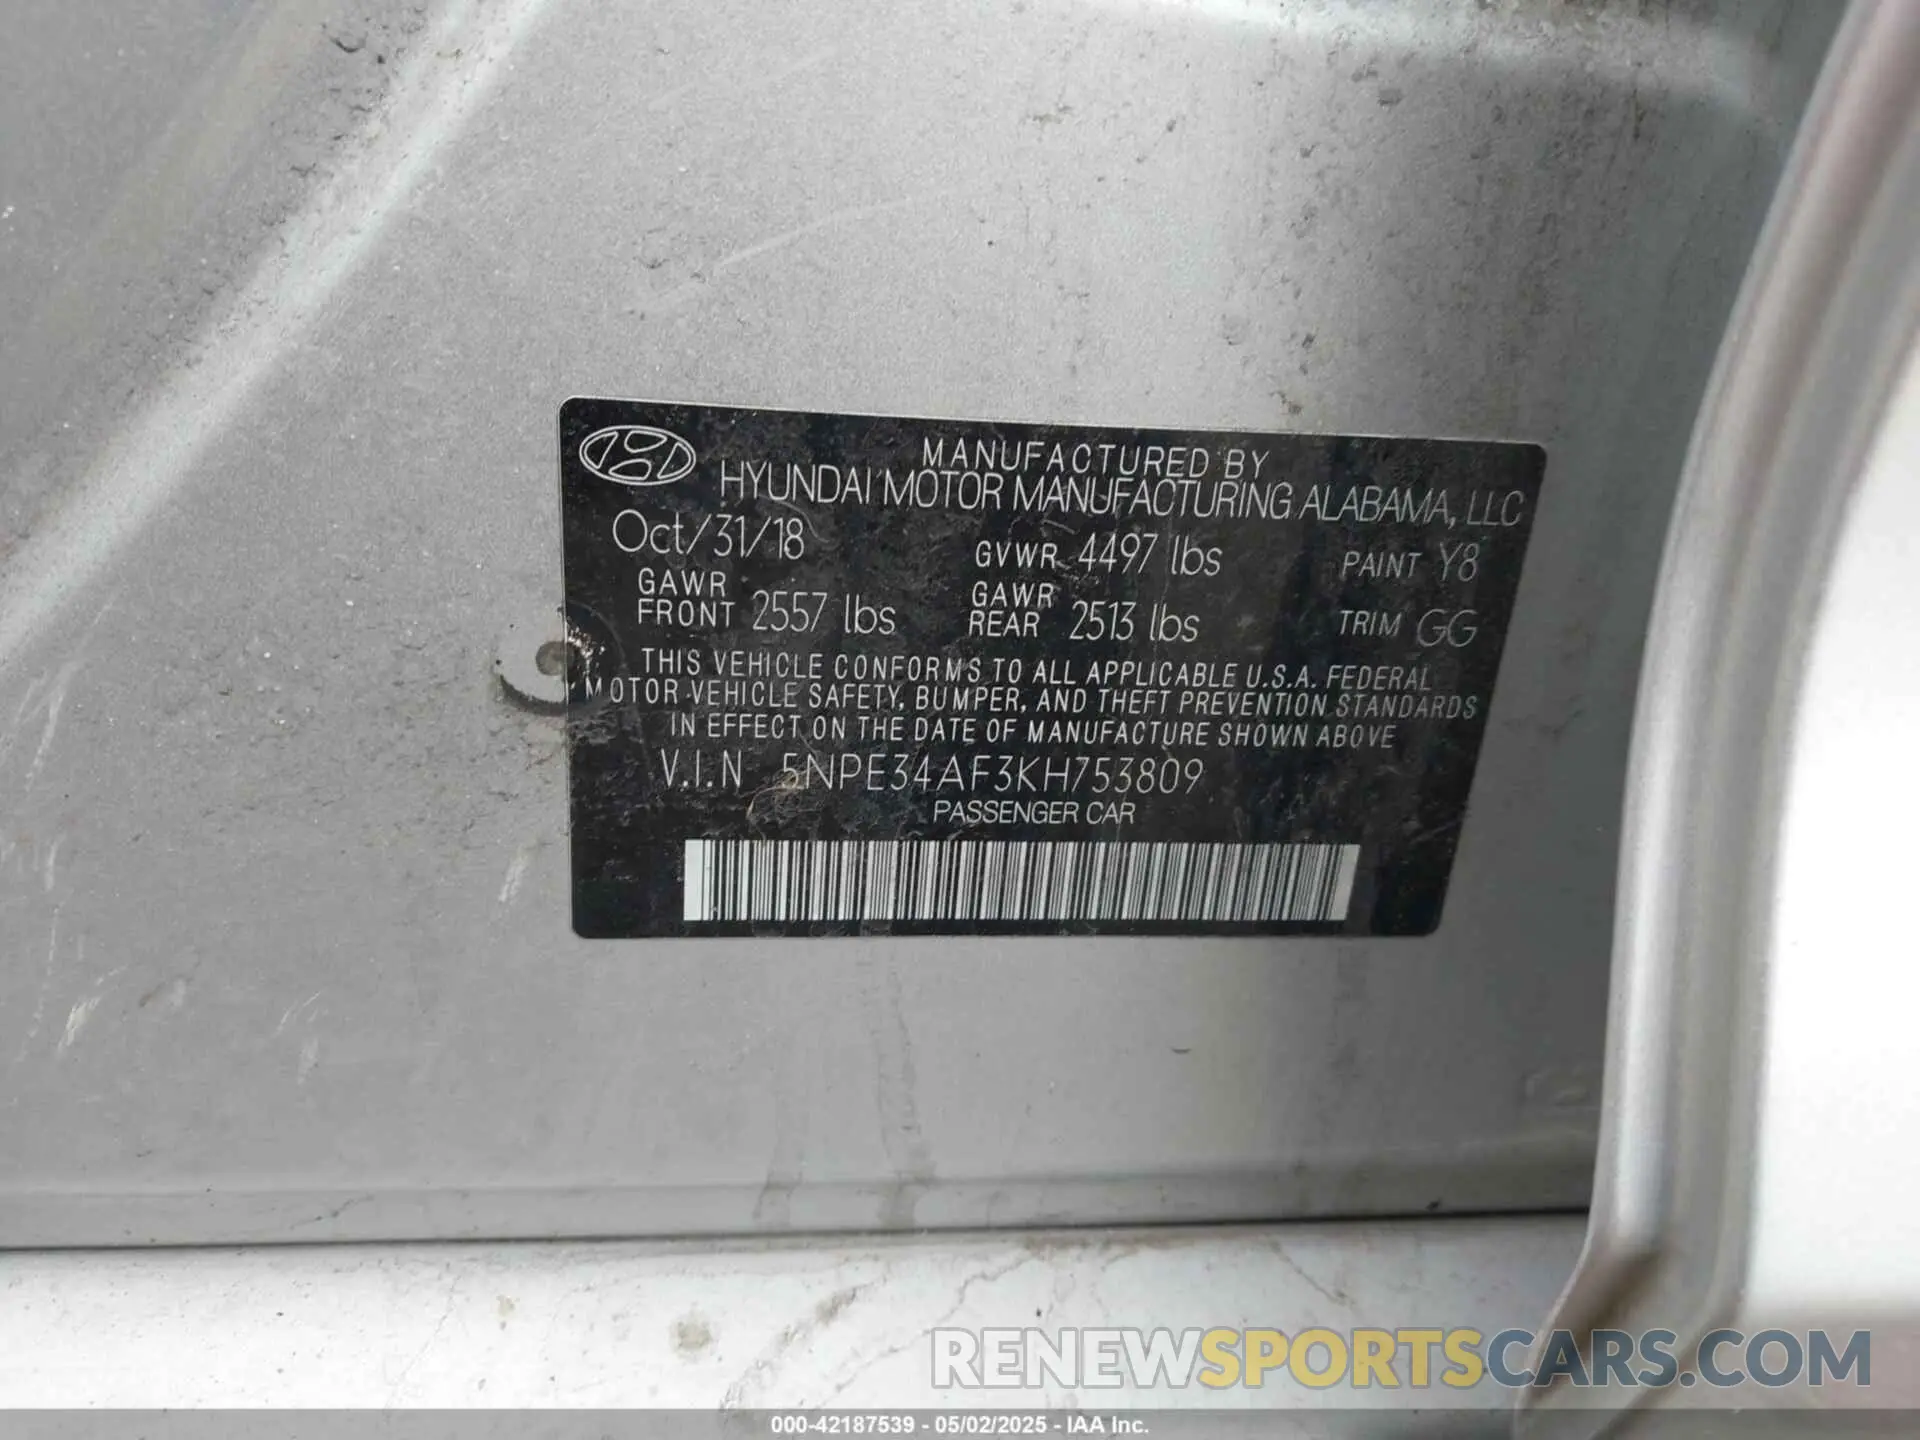 MANUFACTURED BY
HYUNDAI MOTOR MANUFACTURING ALABAMA, LLC
Oct/31/18 GVWR 4497 lbs PAINT Y8
GAWR FRONT 2557 lbs GAWR REAR 2513 lbs TRIM GG
THIS VEHICLE CONFORMS TO ALL APPLICABLE U.S.A. FEDERAL
MOTOR VEHICLE SAFETY, BUMPER, AND THEFT PREVENTION STANDARDS
IN EFFECT ON THE DATE OF MANUFACTURE SHOWN ABOVE
V.I.N 5NPE34AF3KH753809
PASSENGER CAR
RENEWSPORTSCARS.COM
000-42187539 - 05/02/2025 - IAA Inc.